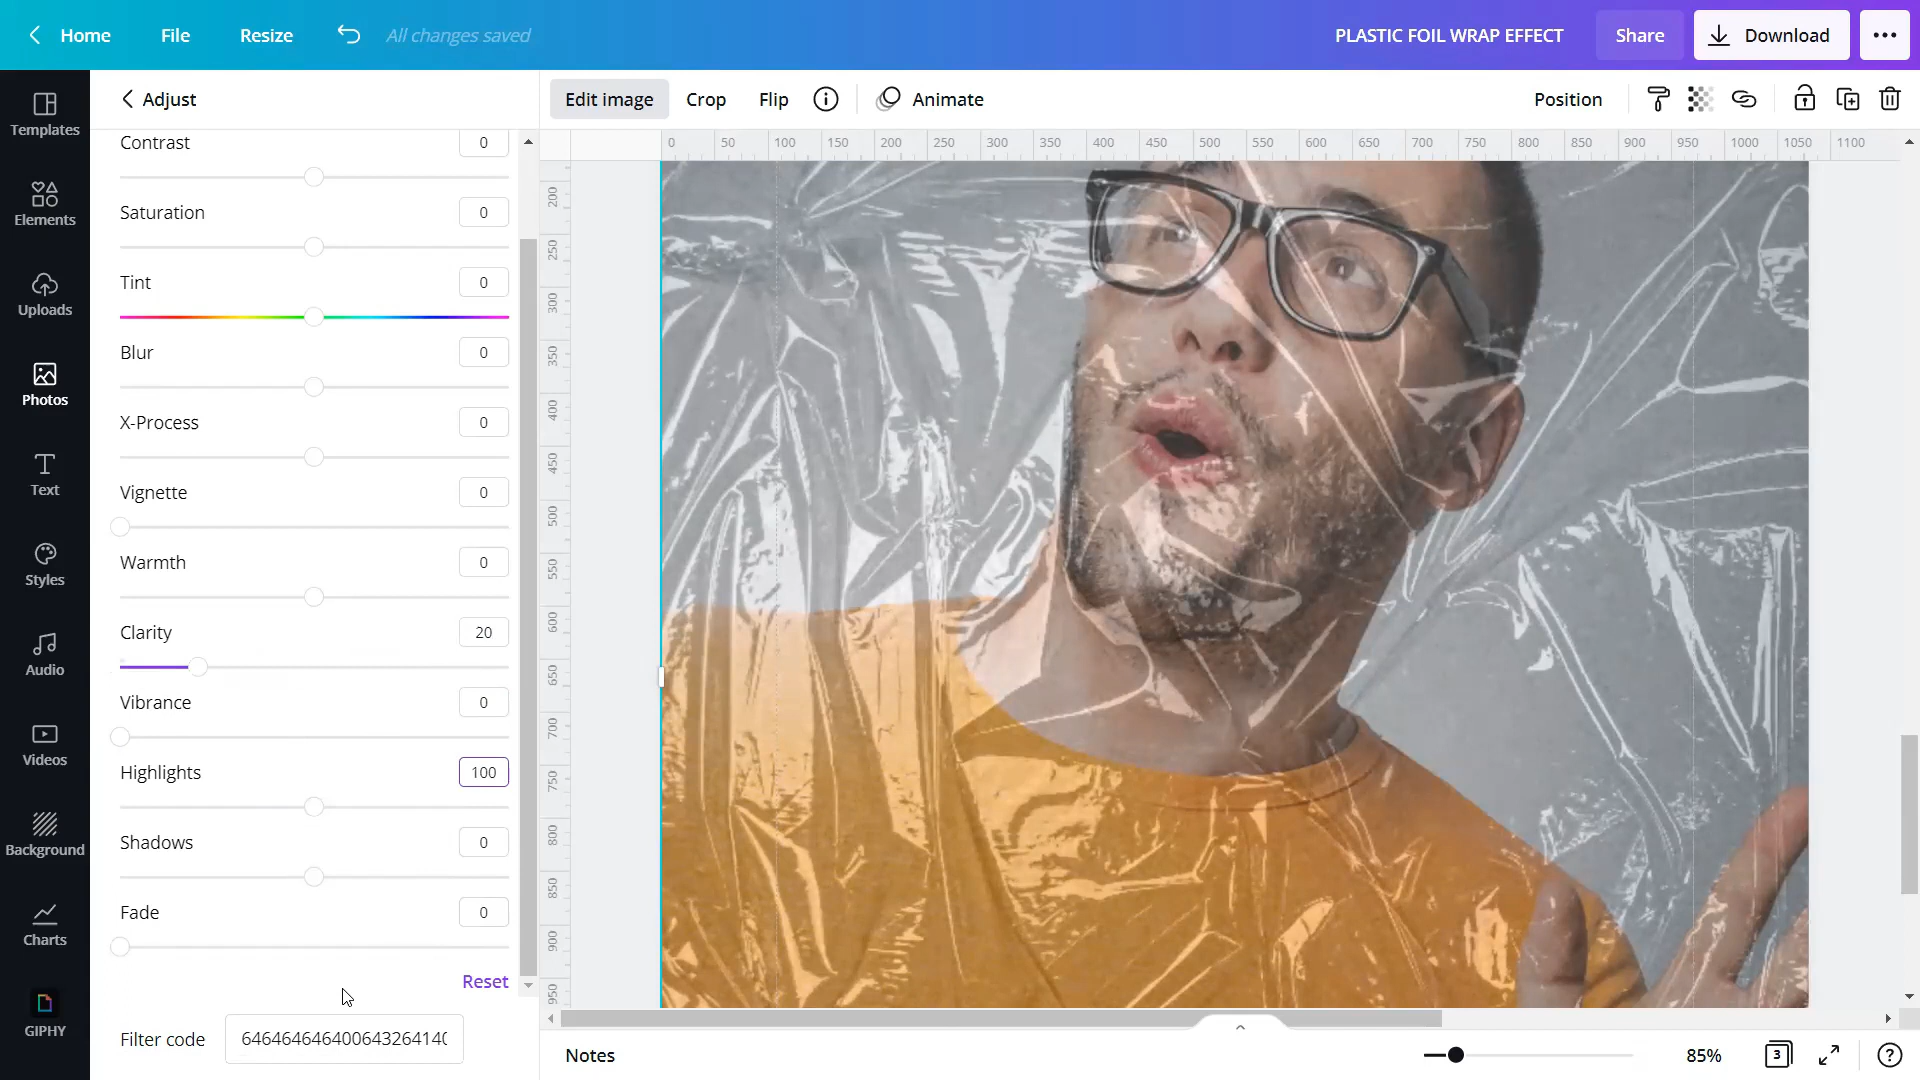 Home
File
Resize
All changes saved
PLASTIC FOIL WRAP EFFECT
Share
Download
Templates
Elements
Uploads
Photos
Text
Styles
Audio
Videos
Background
Charts
GIPHY
Adjust
Contrast 0
Saturation 0
Tint 0
Blur 0
X-Process 0
Vignette 0
Warmth 0
Clarity 20
Vibrance 0
Highlights 100
Shadows 0
Fade 0
Reset
Filter code 646464646400643264140
Edit image
Crop
Flip
Animate
Position
0 50 100 150 200 250 300 350 400 450 500 550 600 650 700 750 800 850 900 950 1000 1050 1100
200
250
300
350
400
450
500
550
600
650
700
750
800
850
900
950
Notes
85%
3
?